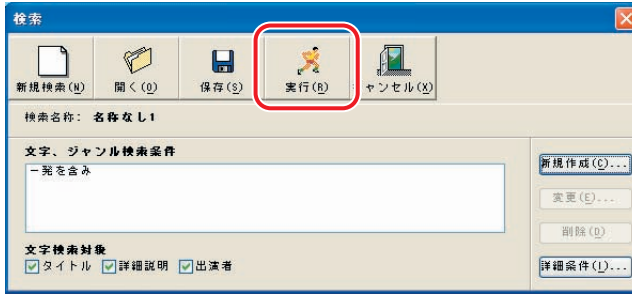 検索
新規検索(N) 開く(O) 保存(S) 実行(R) ャンセル(X)
検索名称: 名称なし1
文字、ジャンル検索条件
一発を含み
新規作成(C)...
変更(E)...
削除(D)
文字検索対象
タイトル 詳細説明 出演者
詳細条件(L)...